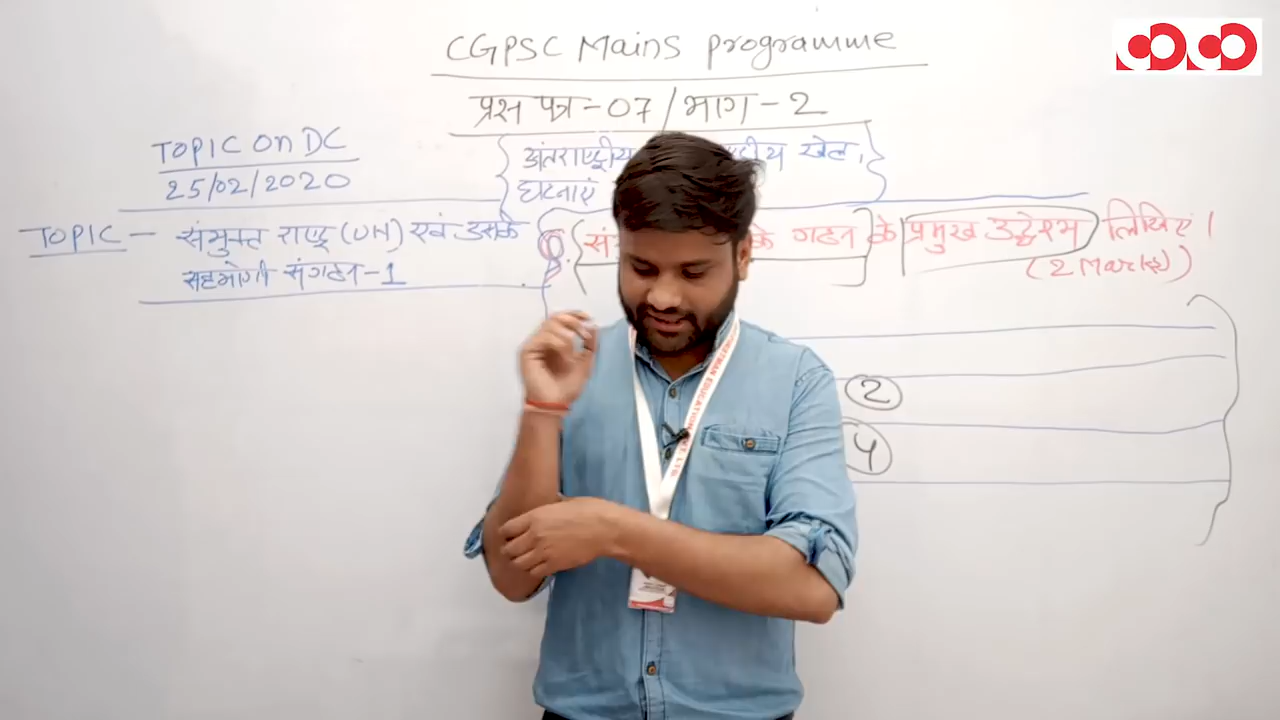 CGPSC Mains programme
प्रश्न पत्र - 07 / भाग - 2
TOPIC ON DC
25/02/2020
अंतराष्ट्रीय खेल,
घटनाएं
TOPIC - संयुक्त राष्ट्र (UN) एवं उसके
सहयोगी संगठन - 1
के गठन के प्रमुख उद्देश्य लिखिए।
(2 Marks)
2
4